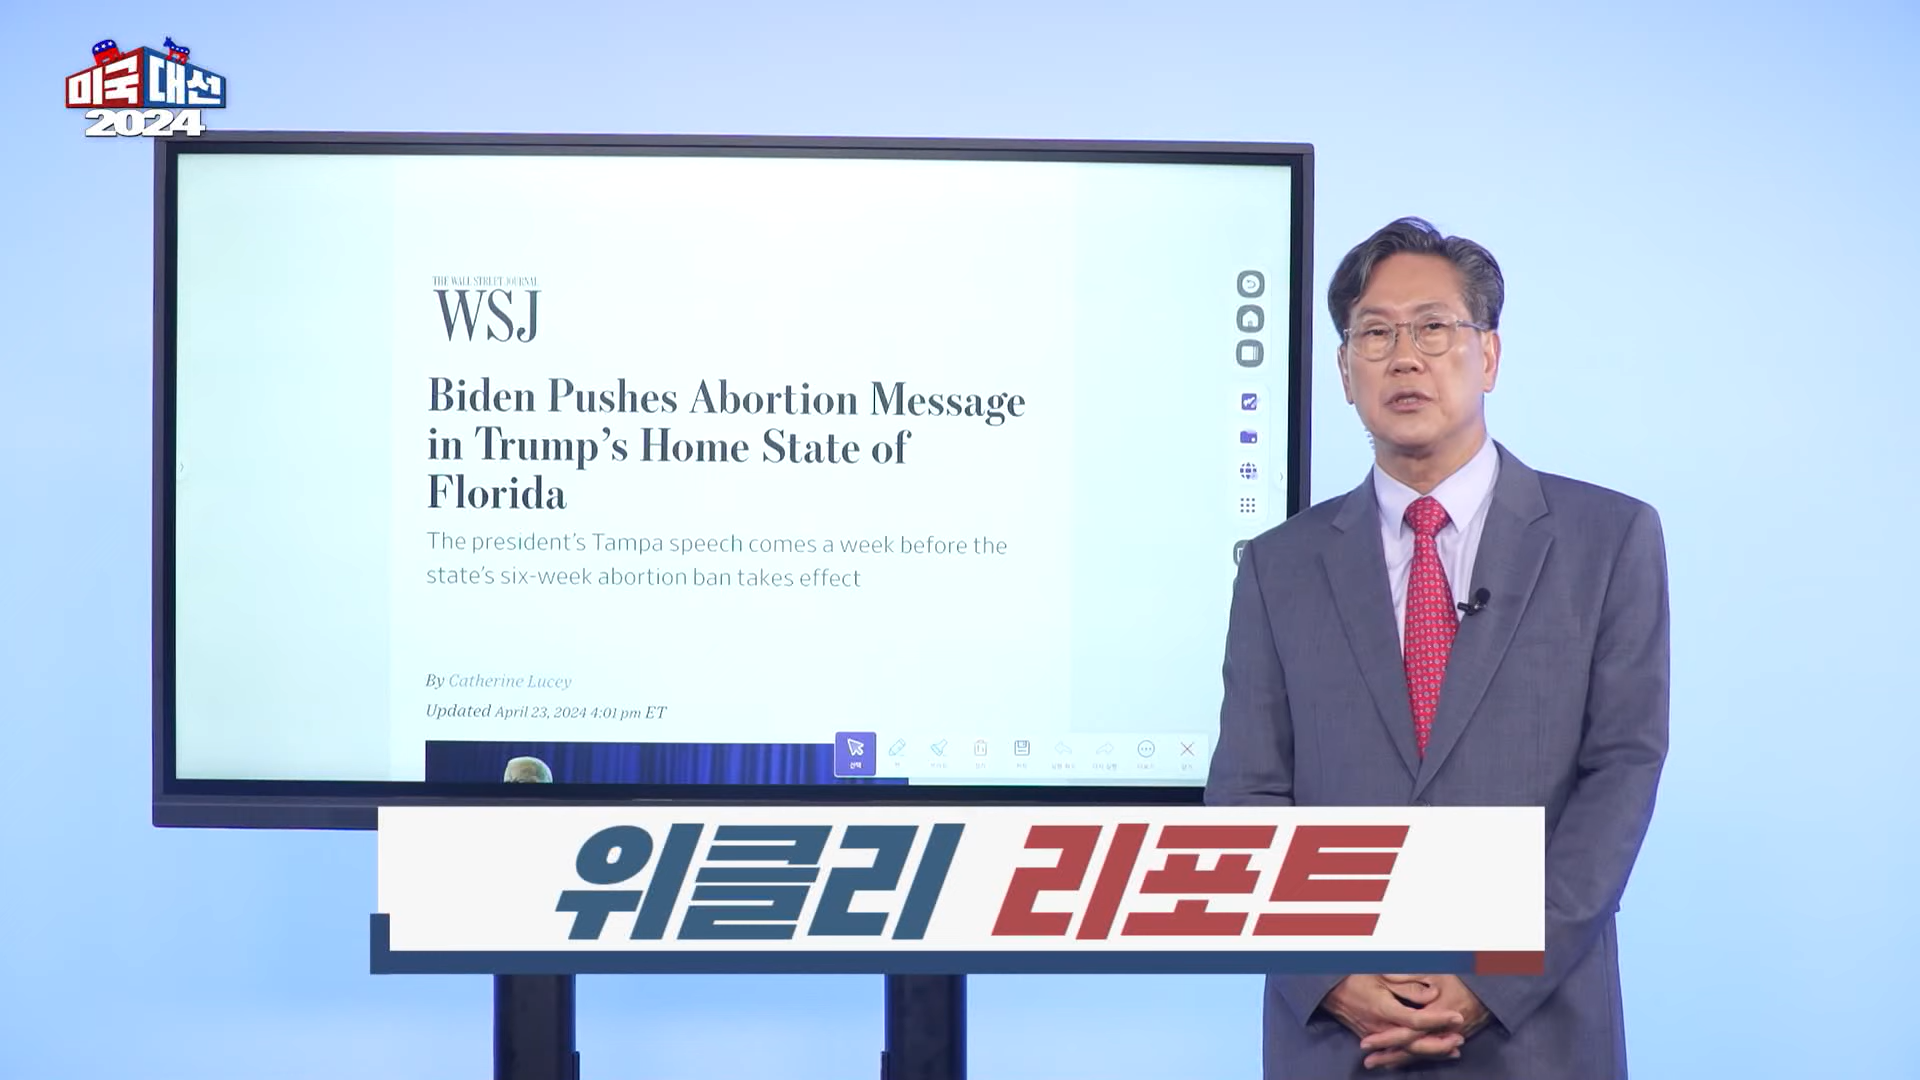 미국 대선
2024
THE WALL STREET JOURNAL
WSJ
Biden Pushes Abortion Message
in Trump’s Home State of
Florida
The president’s Tampa speech comes a week before the
state’s six-week abortion ban takes effect
By Catherine Lucey
Updated April 23, 2024 4:01 pm ET
선택
위클리 리포트